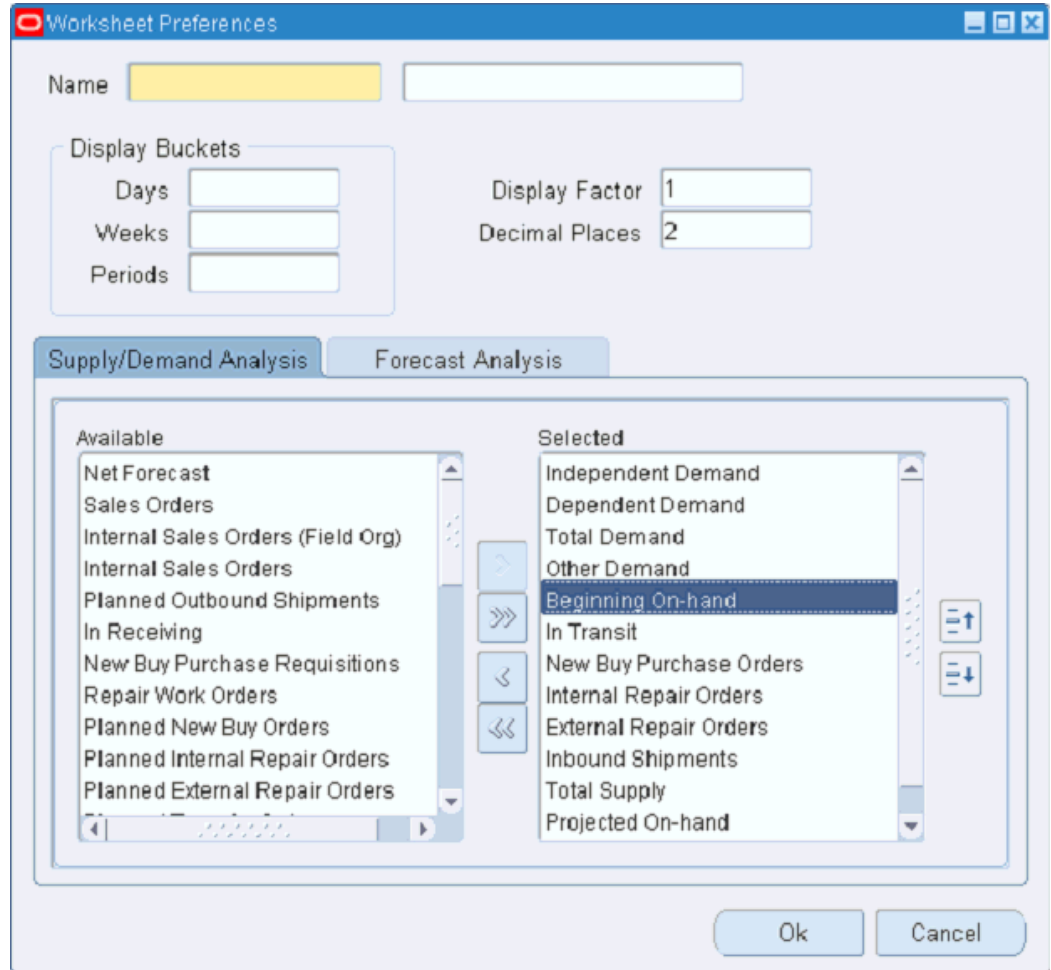 Worksheet Preferences
Name
Display Buckets
Days
Weeks
Periods
Display Factor 1
Decimal Places 2
Supply/Demand Analysis
Forecast Analysis
Available
Net Forecast
Sales Orders
Internal Sales Orders (Field Org)
Internal Sales Orders
Planned Outbound Shipments
In Receiving
New Buy Purchase Requisitions
Repair Work Orders
Planned New Buy Orders
Planned Internal Repair Orders
Planned External Repair Orders
Selected
Independent Demand
Dependent Demand
Total Demand
Other Demand
Beginning On-hand
In Transit
New Buy Purchase Orders
Internal Repair Orders
External Repair Orders
Inbound Shipments
Total Supply
Projected On-hand
Ok
Cancel